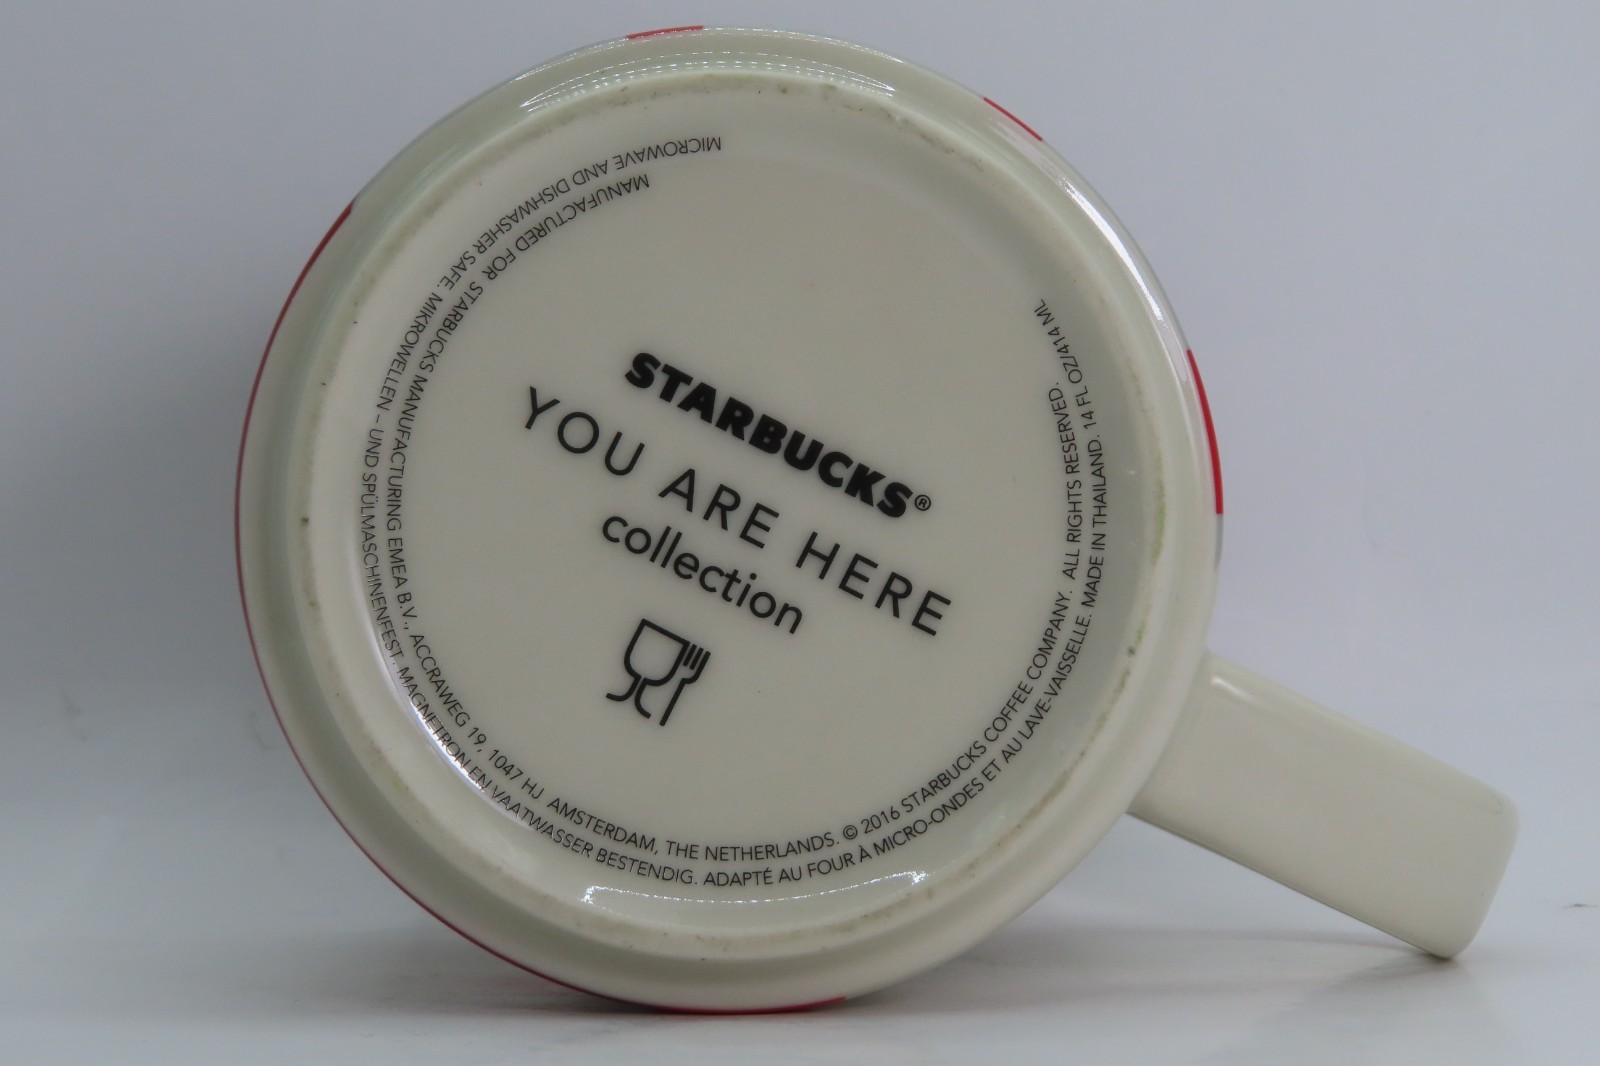 STARBUCKS®
YOU ARE HERE
collection
MICROWAVE AND DISHWASHER SAFE. MIKROWELLEN – UND SPÜLMASCHINENFEST. MAGNETRON EN VAATWASSER BESTENDIG. ADAPTÉ AU FOUR À MICRO-ONDES ET AU LAVE-VAISSELLE. MADE IN THAILAND. 14 FL OZ/414 ML
MANUFACTURED FOR STARBUCKS MANUFACTURING EMEA B.V., ACCRAWEG 19, 1047 HJ AMSTERDAM, THE NETHERLANDS. © 2016 STARBUCKS COFFEE COMPANY. ALL RIGHTS RESERVED.